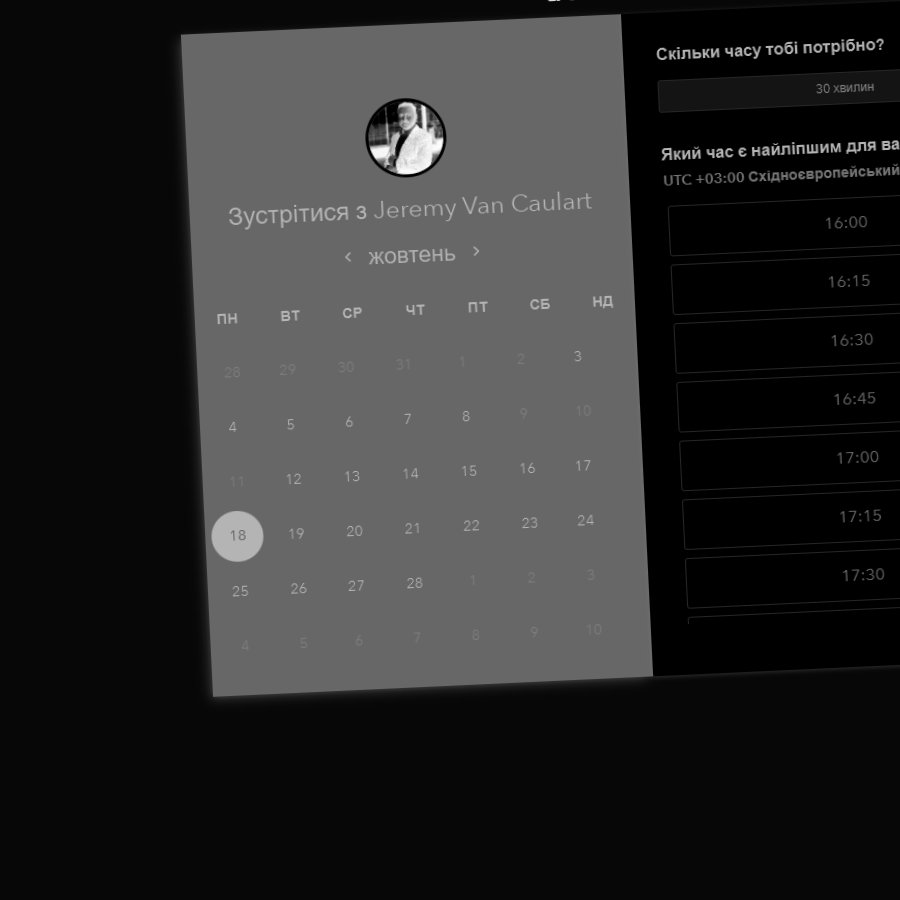 Зустрітися з Jeremy Van Caulart
‹ жовтень ›
ПН ВТ СР ЧТ ПТ СБ НД
28 29 30 31 1 2 3
4 5 6 7 8 9 10
11 12 13 14 15 16 17
18 19 20 21 22 23 24
25 26 27 28 1 2 3
4 5 6 7 8 9 10
Скільки часу тобі потрібно?
30 хвилин
Який час є найліпшим для
UTC +03:00 Східноєвропейський
16:00
16:15
16:30
16:45
17:00
17:15
17:30